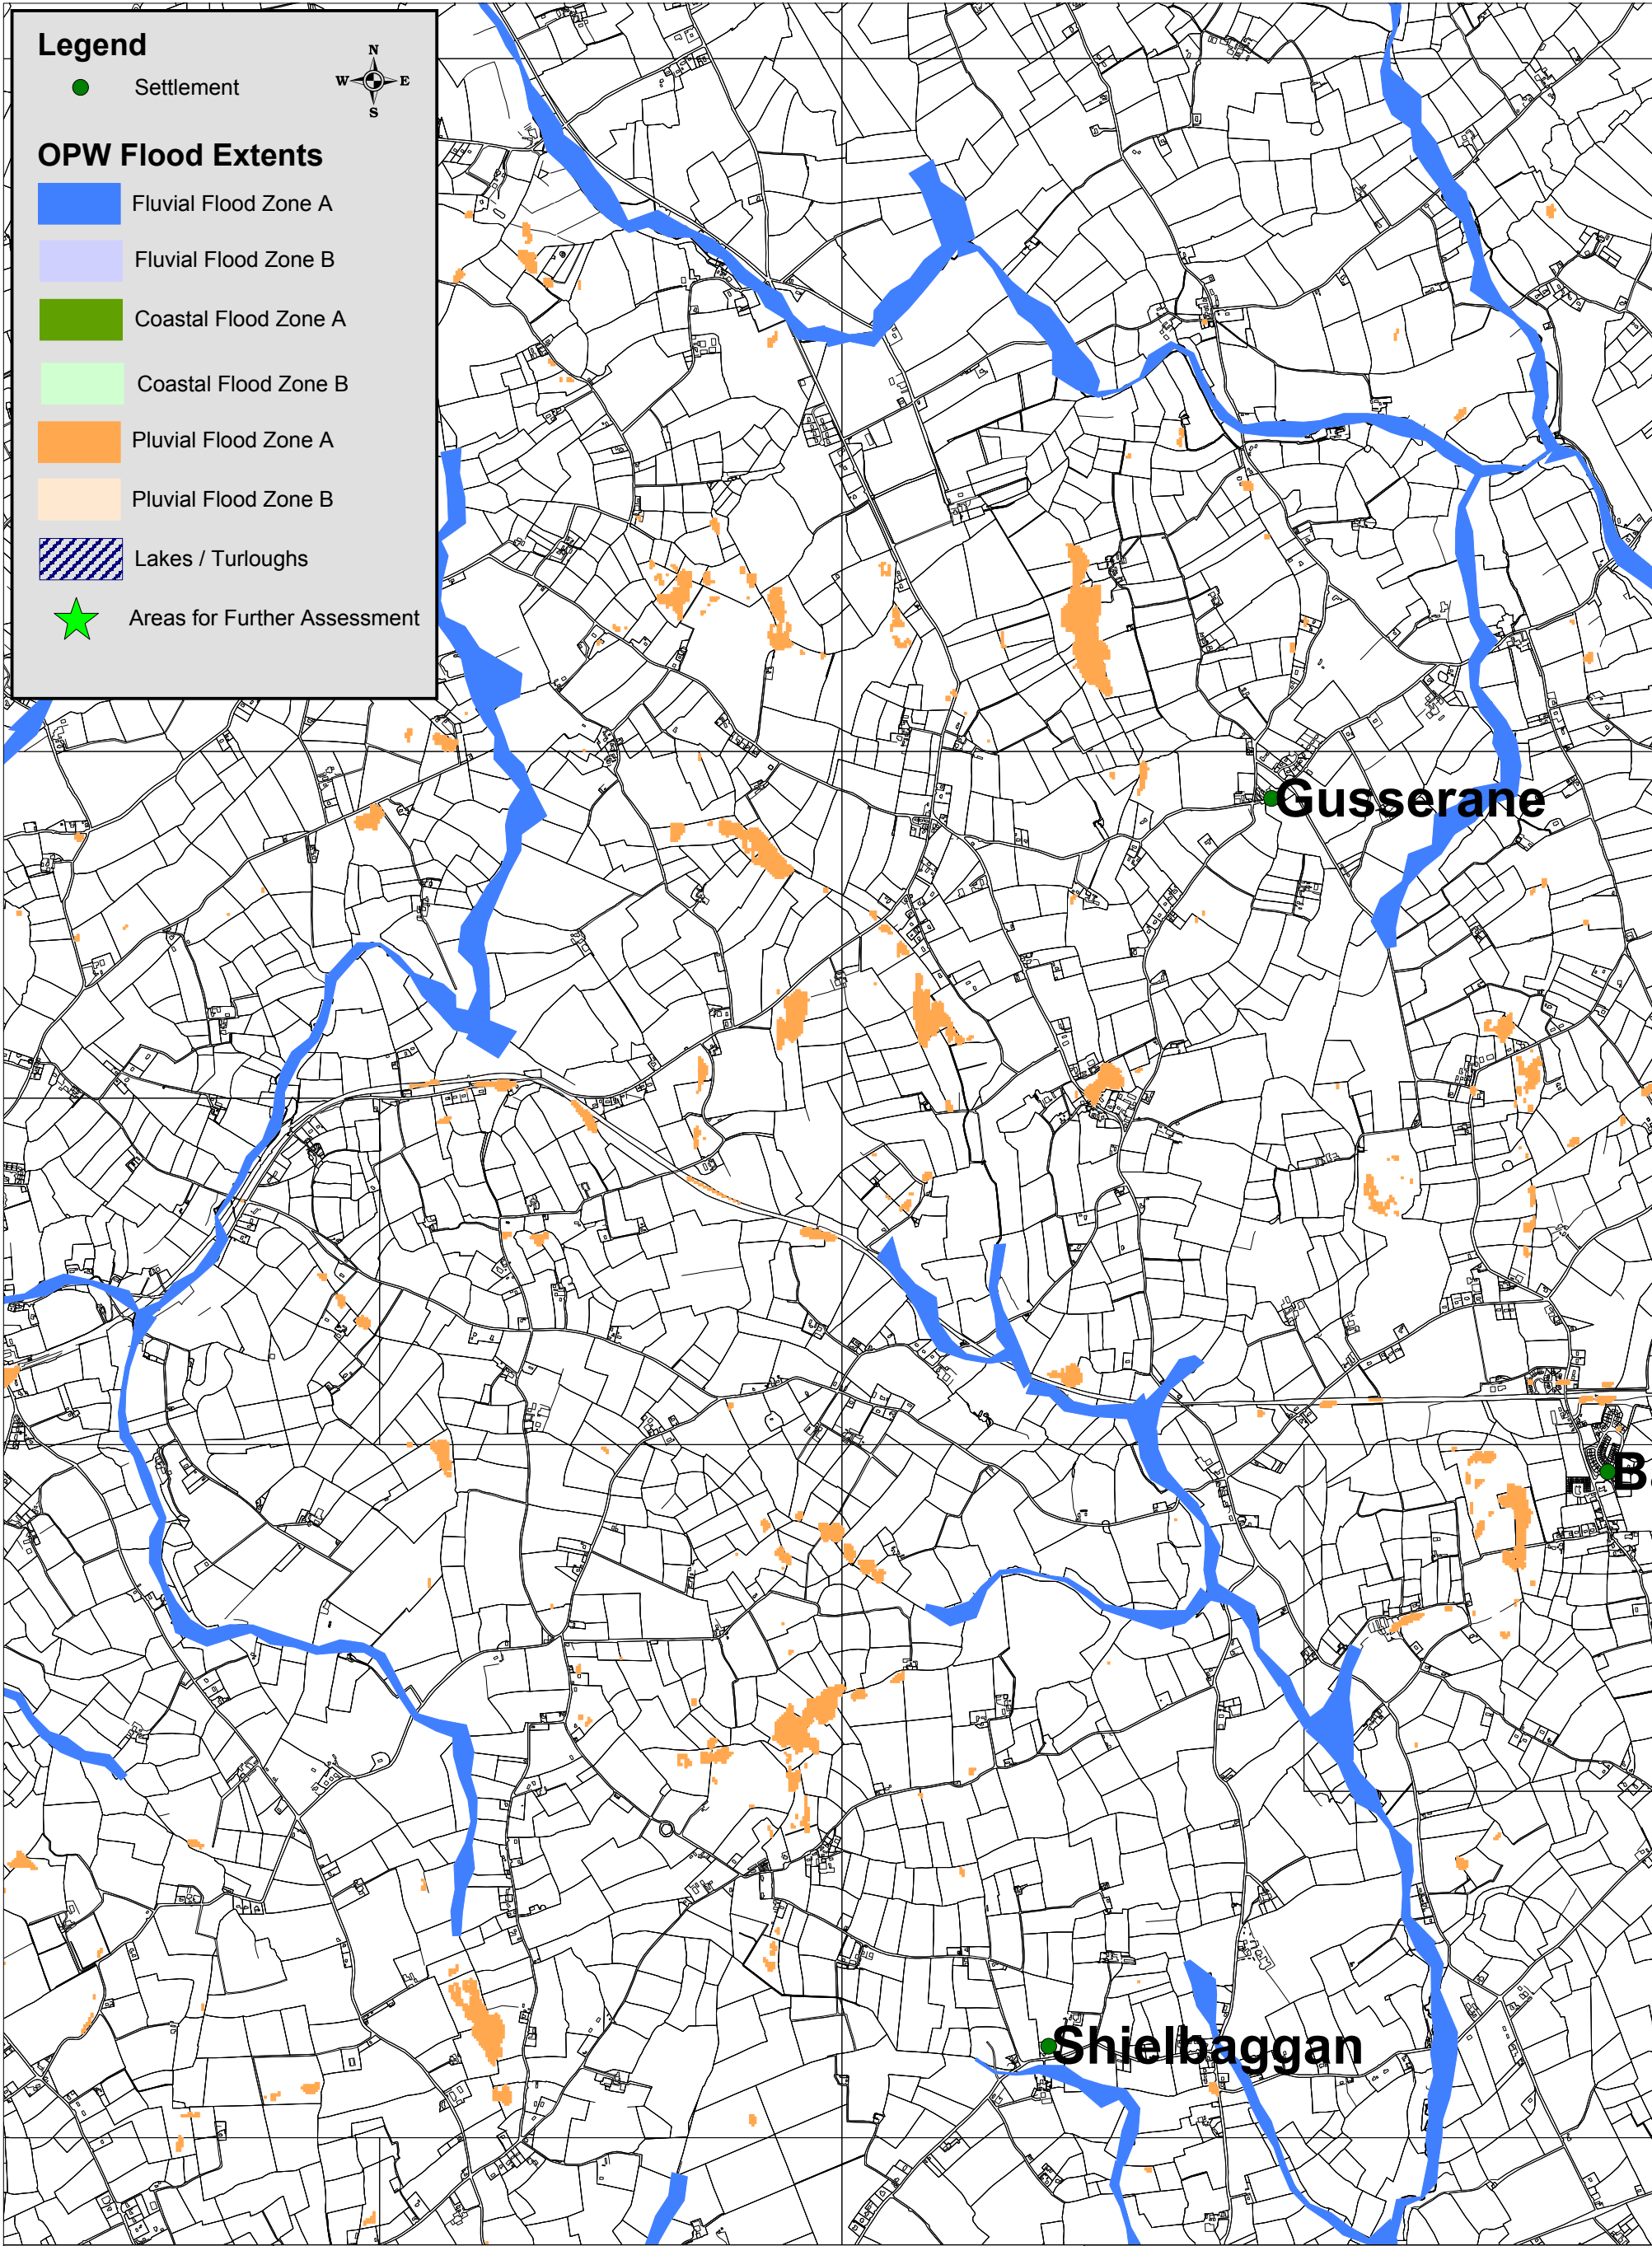 Legend
N
W E
S
Settlement
OPW Flood Extents
Fluvial Flood Zone A
Fluvial Flood Zone B
Coastal Flood Zone A
Coastal Flood Zone B
Pluvial Flood Zone A
Pluvial Flood Zone B
Lakes / Turloughs
Areas for Further Assessment
Gusserane
Ba
Shielbaggan